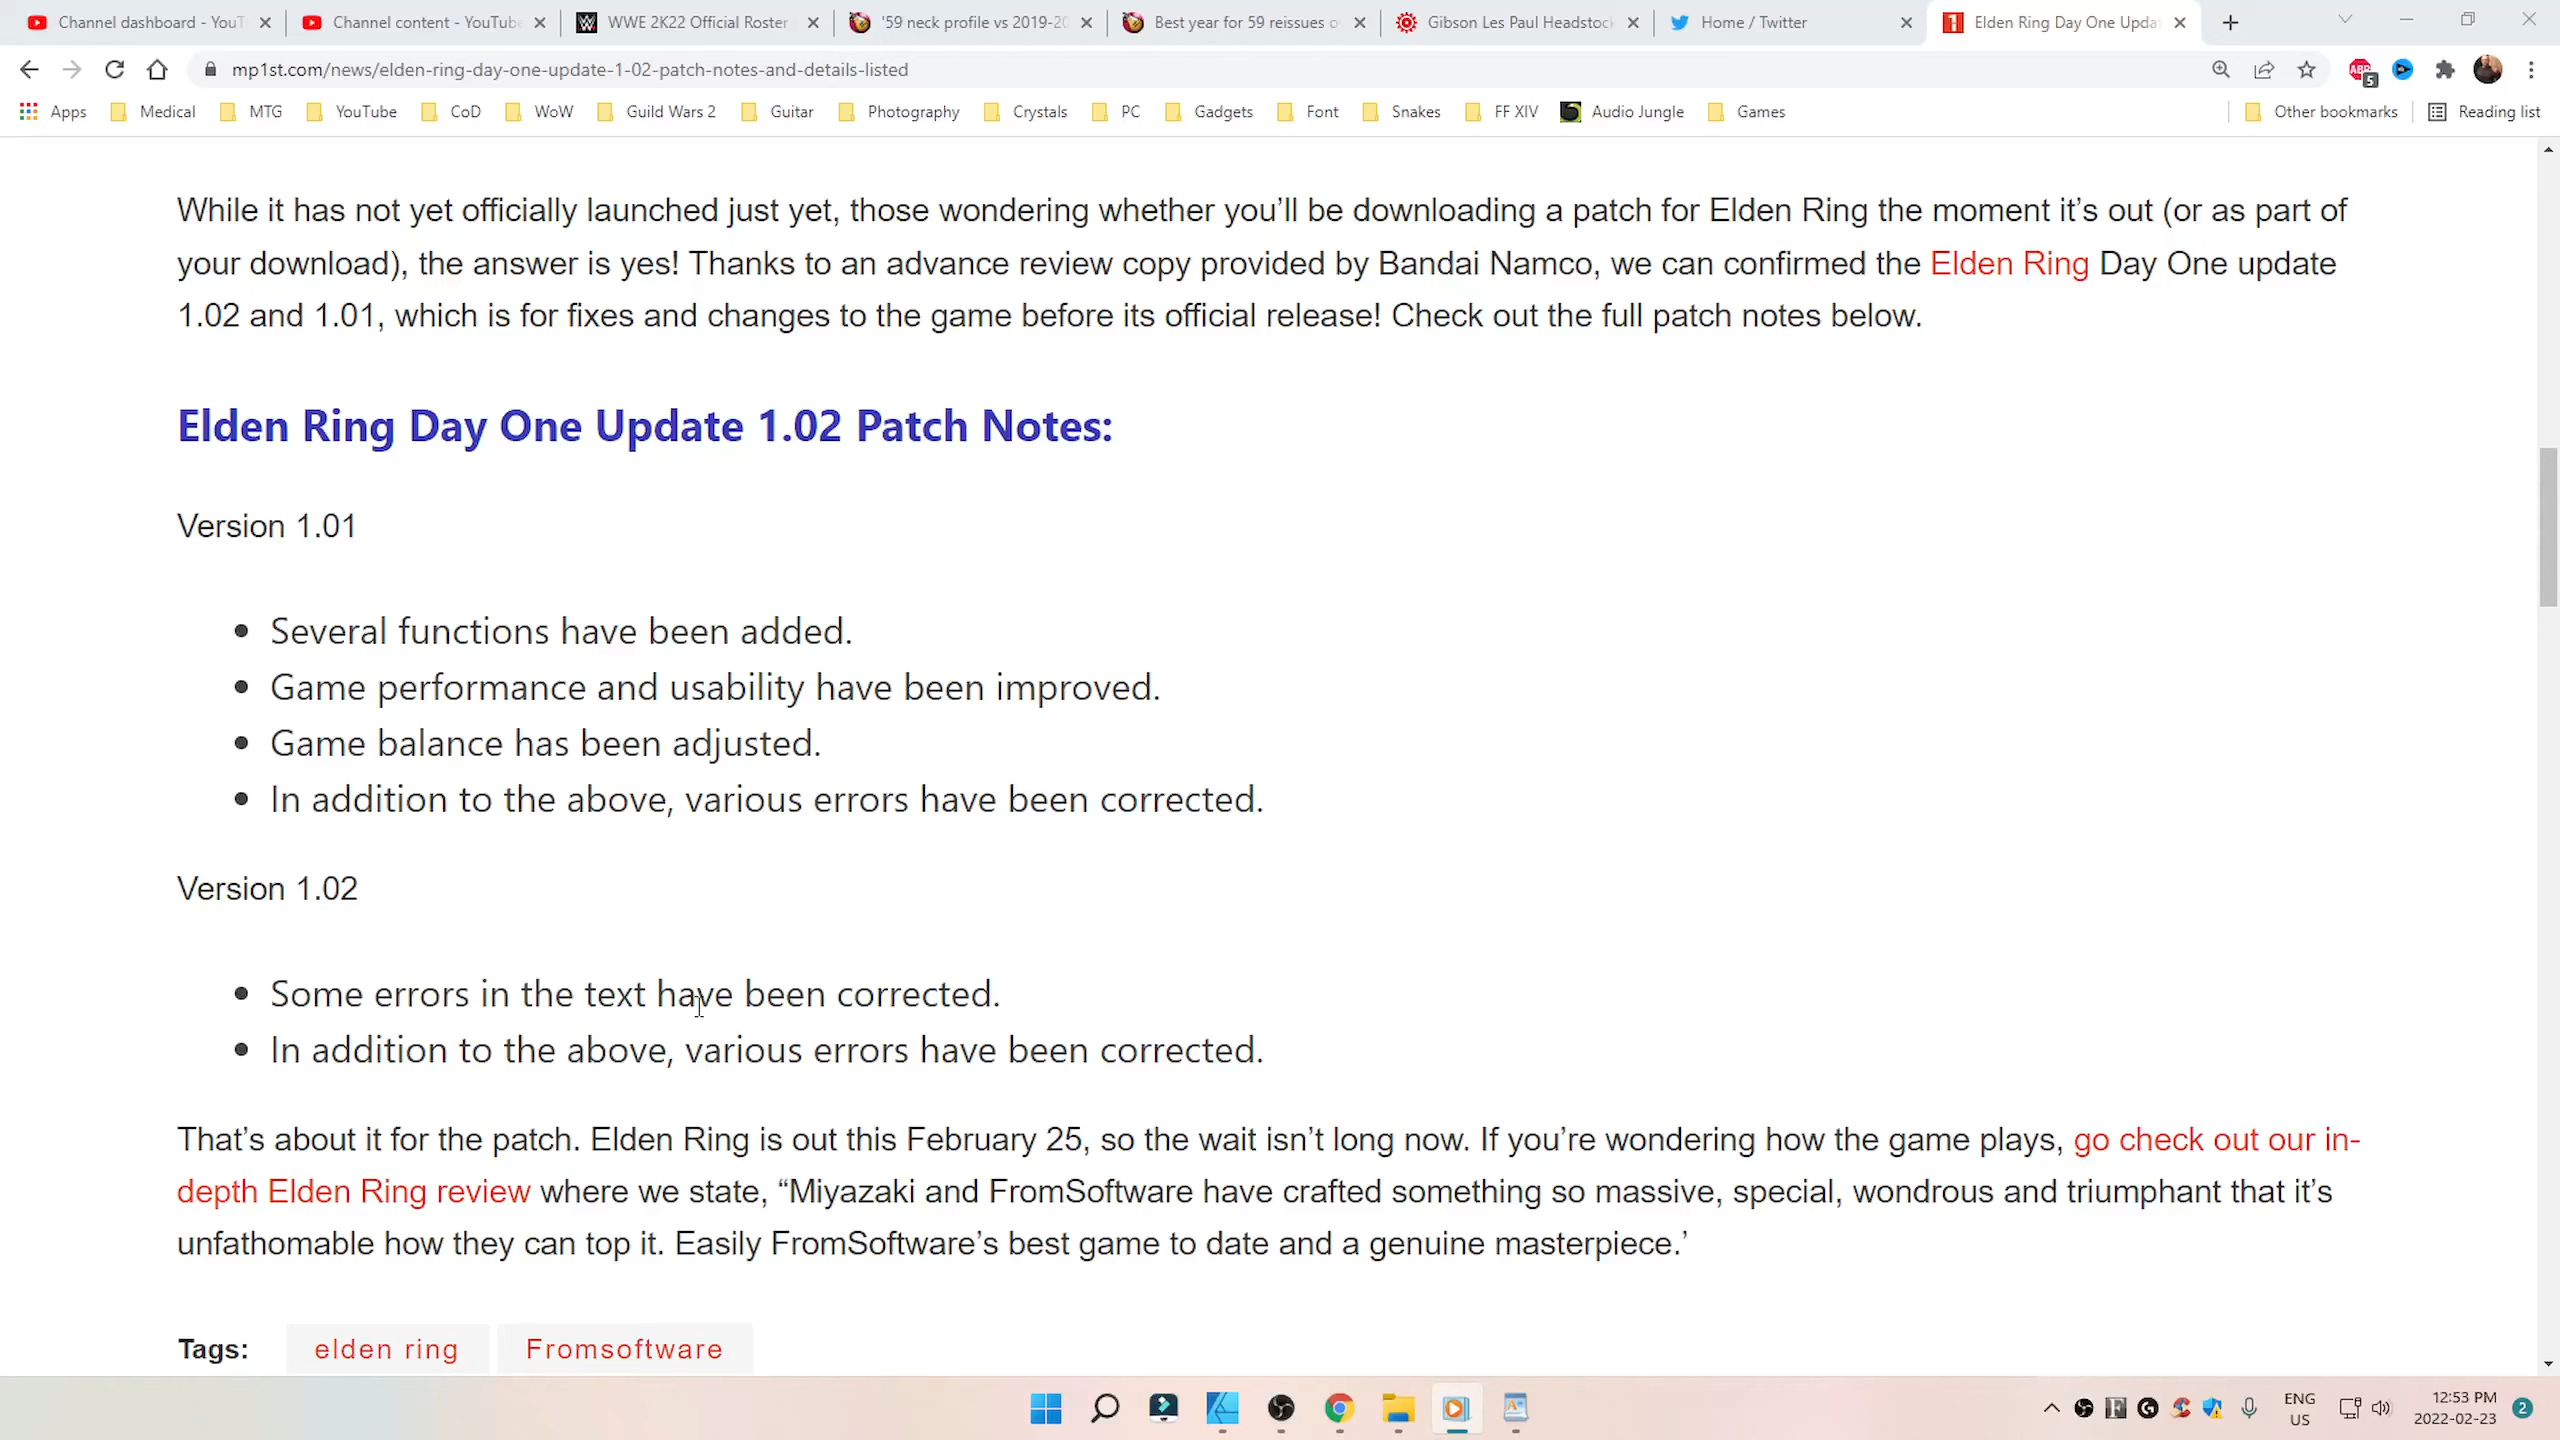 Channel dashboard - YouT
Channel content - YouTube
WWE 2K22 Official Roster
'59 neck profile vs 2019-20
Best year for 59 reissues o
Gibson Les Paul Headstock
Home / Twitter
Elden Ring Day One Upda
mp1st.com/news/elden-ring-day-one-update-1-02-patch-notes-and-details-listed
ABP
5
Apps Medical MTG YouTube CoD WoW Guild Wars 2 Guitar Photography Crystals PC Gadgets Font Snakes FF XIV Audio Jungle Games Other bookmarks Reading list
While it has not yet officially launched just yet, those wondering whether you’ll be downloading a patch for Elden Ring the moment it’s out (or as part of
your download), the answer is yes! Thanks to an advance review copy provided by Bandai Namco, we can confirmed the Elden Ring Day One update
1.02 and 1.01, which is for fixes and changes to the game before its official release! Check out the full patch notes below.
Elden Ring Day One Update 1.02 Patch Notes:
Version 1.01
• Several functions have been added.
• Game performance and usability have been improved.
• Game balance has been adjusted.
• In addition to the above, various errors have been corrected.
Version 1.02
• Some errors in the text have been corrected.
• In addition to the above, various errors have been corrected.
That’s about it for the patch. Elden Ring is out this February 25, so the wait isn’t long now. If you’re wondering how the game plays, go check out our in-
depth Elden Ring review where we state, “Miyazaki and FromSoftware have crafted something so massive, special, wondrous and triumphant that it’s
unfathomable how they can top it. Easily FromSoftware’s best game to date and a genuine masterpiece.’
Tags: elden ring Fromsoftware
ENG
US
12:53 PM
2022-02-23
2